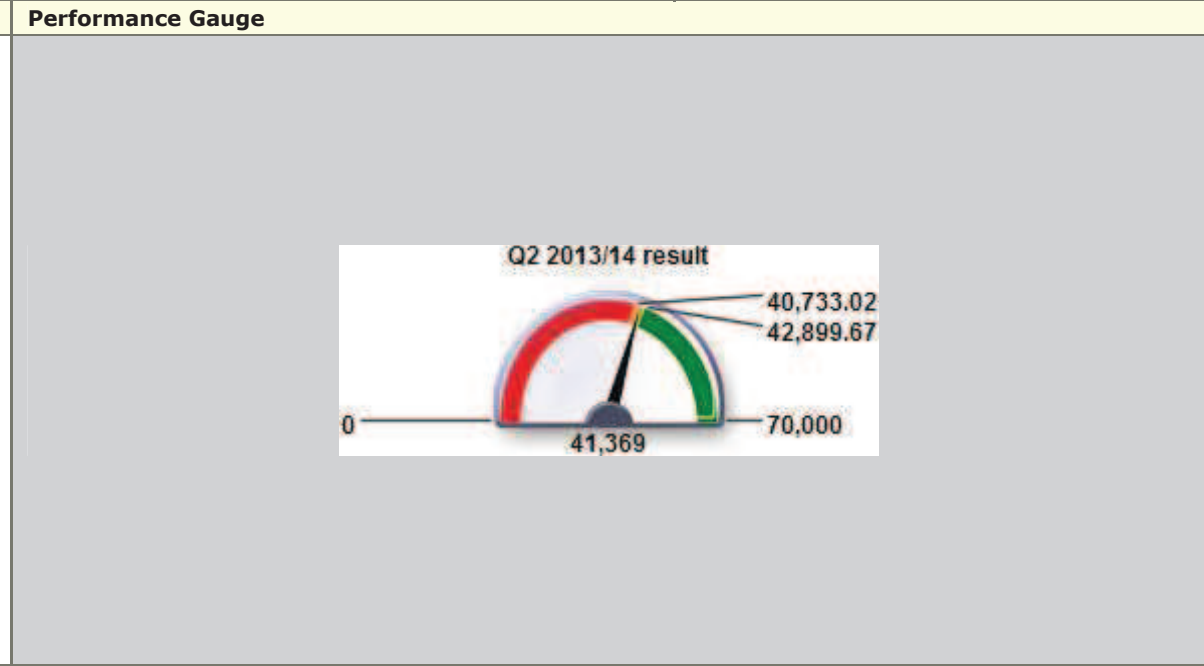 Performance Gauge
Q2 2013/14 result
40,733.02
42,899.67
0
70,000
41,369